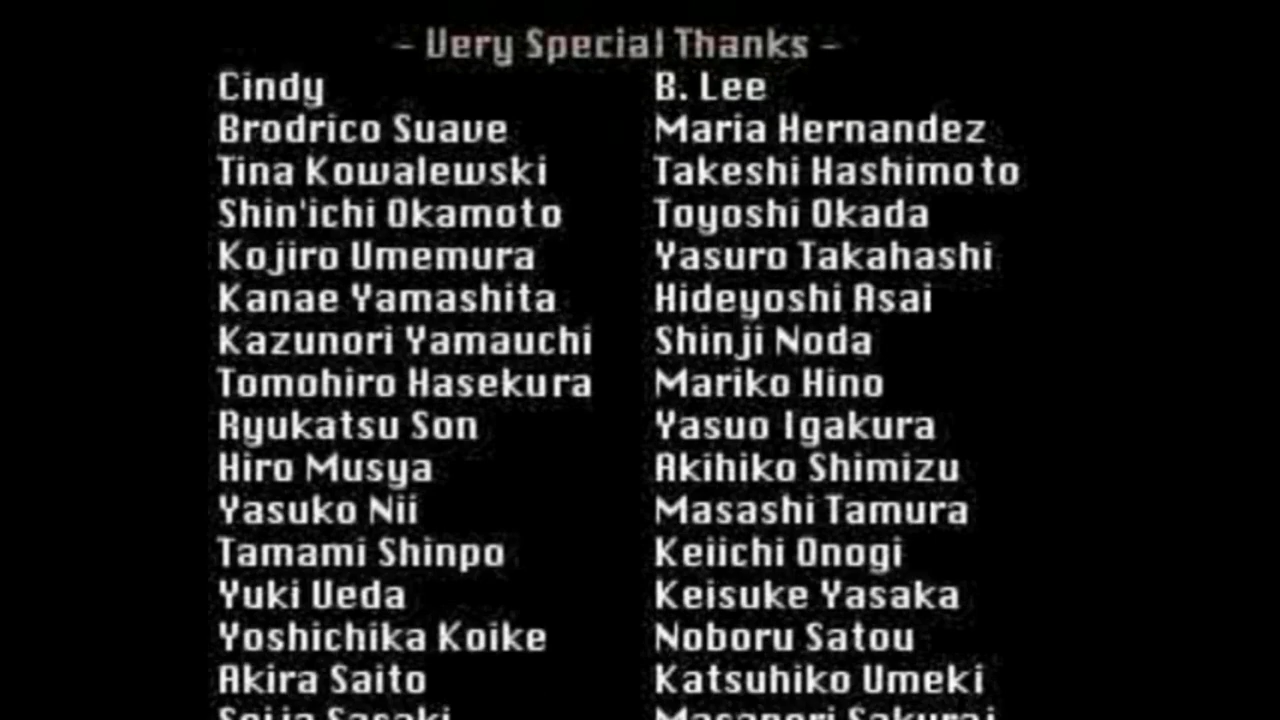 - Very Special Thanks -
Cindy B. Lee
Brodrico Suave Maria Hernandez
Tina Kowalewski Takeshi Hashimoto
Shin'ichi Okamoto Toyoshi Okada
Kojiro Umemura Yasuro Takahashi
Kanae Yamashita Hideyoshi Asai
Kazunori Yamauchi Shinji Noda
Tomohiro Hasekura Mariko Hino
Ryukatsu Son Yasuo Igakura
Hiro Musya Akihiko Shimizu
Yasuko Nii Masashi Tamura
Tamami Shinpo Keiichi Onogi
Yuki Ueda Keisuke Yasaka
Yoshichika Koike Noboru Satou
Akira Saito Katsuhiko Umeki